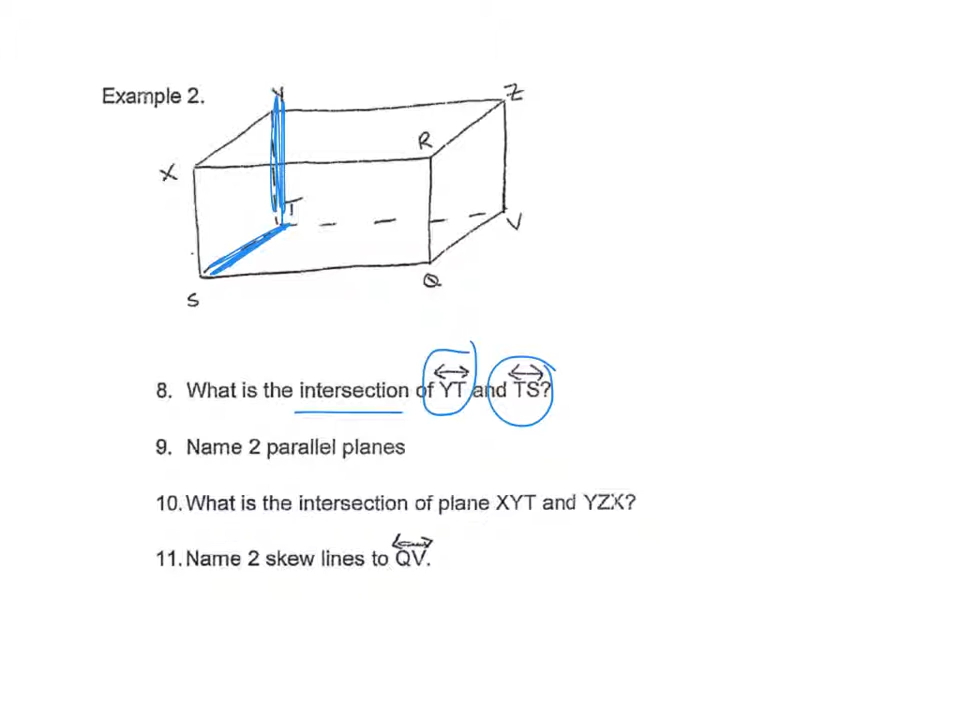 Example 2.
Y
Z
R
X
T
V
S
Q
8. What is the intersection of YT and TS?
9. Name 2 parallel planes
10. What is the intersection of plane XYT and YZX?
11. Name 2 skew lines to QV.